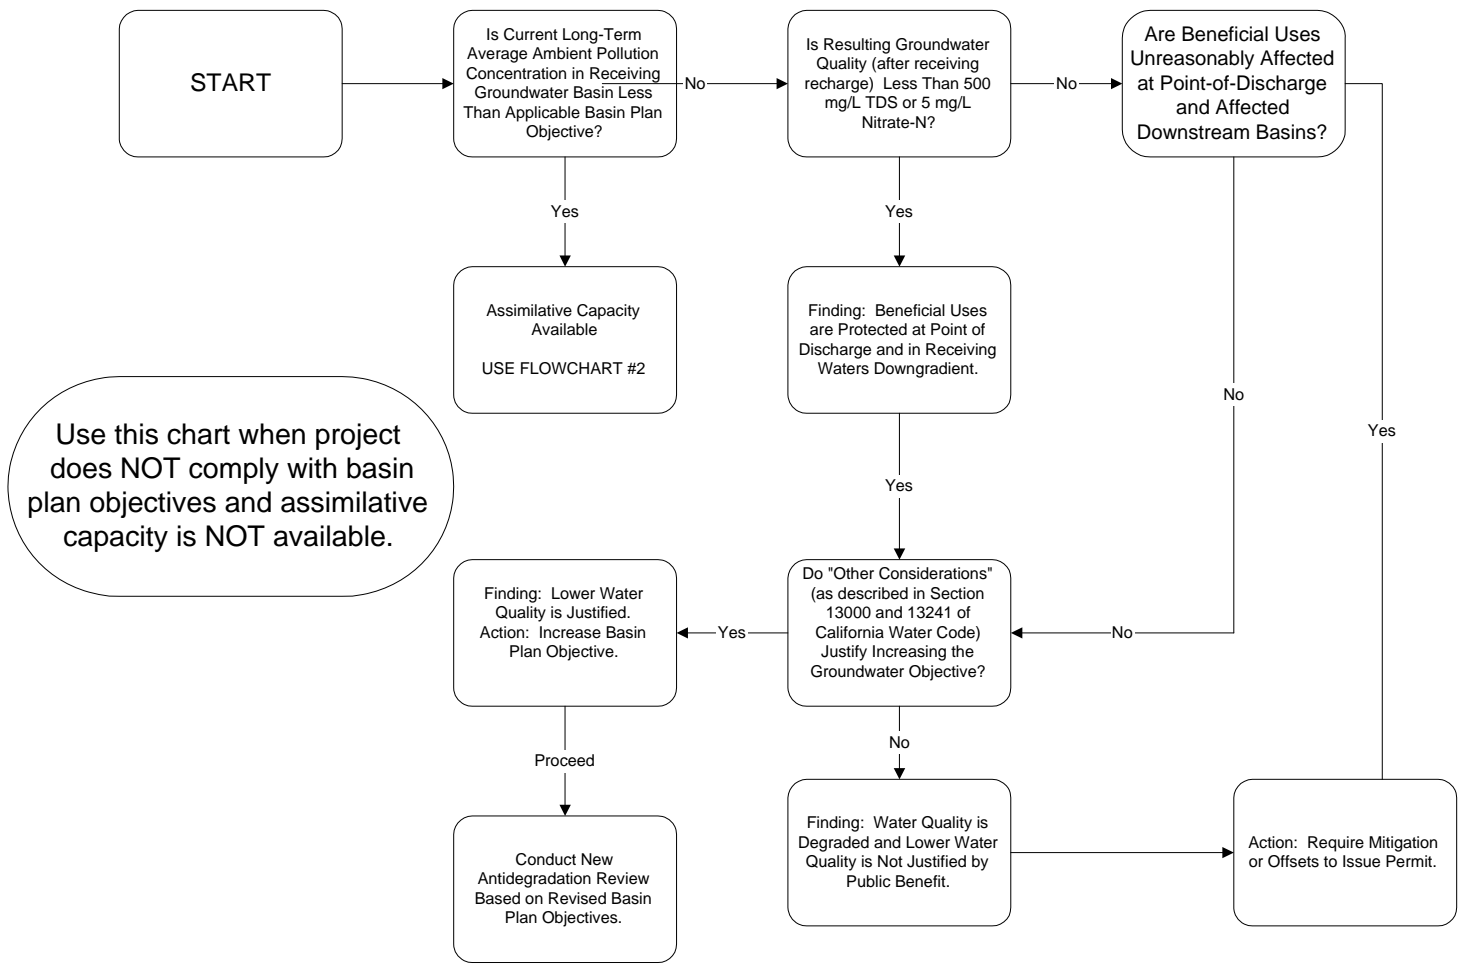 START
Is Current Long-Term
Average Ambient Pollution
Concentration in Receiving
Groundwater Basin Less
Than Applicable Basin Plan
Objective?
No
Is Resulting Groundwater
Quality (after receiving
recharge)  Less Than 500
mg/L TDS or 5 mg/L
Nitrate-N?
No
Are Beneficial Uses
Unreasonably Affected
at Point-of-Discharge
and Affected
Downstream Basins?
Yes
Yes
Assimilative Capacity
Available
USE FLOWCHART #2
Finding:  Beneficial Uses
are Protected at Point of
Discharge and in Receiving
Waters Downgradient.
No
Yes
Use this chart when project
does NOT comply with basin
plan objectives and assimilative
capacity is NOT available.
Yes
Finding:  Lower Water
Quality is Justified.
Action:  Increase Basin
Plan Objective.
Yes
Do "Other Considerations"
(as described in Section
13000 and 13241 of
California Water Code)
Justify Increasing the
Groundwater Objective?
No
Proceed
No
Conduct New
Antidegradation Review
Based on Revised Basin
Plan Objectives.
Finding:  Water Quality is
Degraded and Lower Water
Quality is Not Justified by
Public Benefit.
Action:  Require Mitigation
or Offsets to Issue Permit.